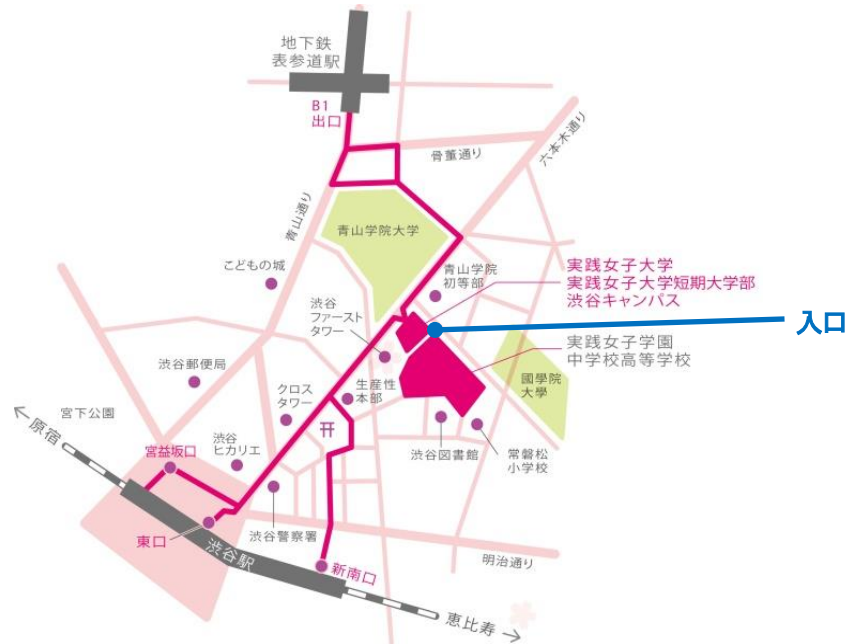 地下鉄
表参道駅
B1
出口
骨董通り
六本木通り
青山通り
青山学院大学
こどもの城
青山学院
初等部
実践女子大学
実践女子大学短期大学部
渋谷キャンパス
入口
渋谷
ファースト
タワー
実践女子学園
中学校高等学校
渋谷郵便局
國學院
大學
クロス
タワー
生産性
本部
宮下公園
原宿
宮益坂口
渋谷
ヒカリエ
渋谷図書館
常磐松
小学校
東口
渋谷駅
渋谷警察署
新南口
明治通り
恵比寿